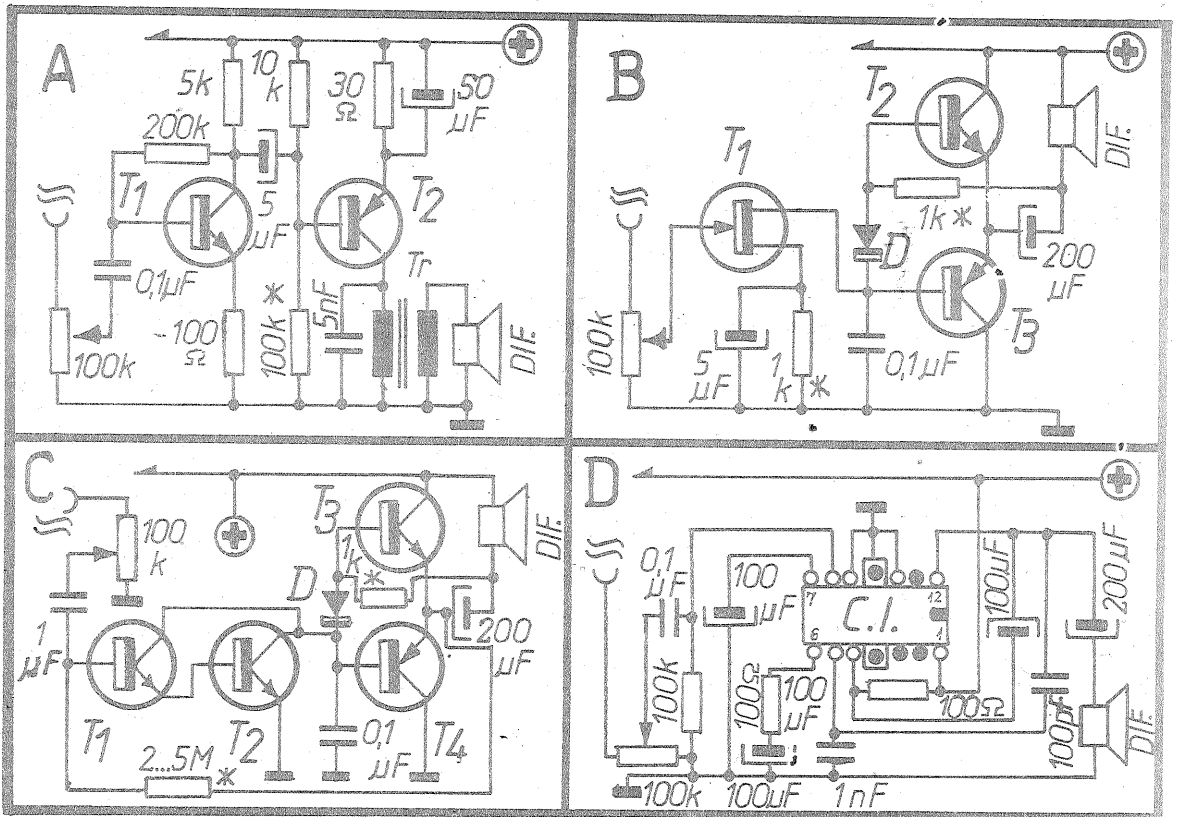 A
5k
10
k
30
Ω
50
µF
200k
T1
5
µF
T2
0,1µF
100k
100
Ω
100k *
5nF
Tr
DIF.
B
T2
T1
DIF.
1k *
D
200
µF
100k
5
µF
1
k *
0,1µF
T3
C
100
k
T3
1
k *
DIF.
D
1
µF
200
µF
T1
T2
0,1
µF
T4
2...5M *
D
0,1
µF
100
µF
7
12
C.I.
6
1
100µF
200µF
100k
100Ω
100
µF
100Ω
100pF
DIF.
100k
100µF
1nF